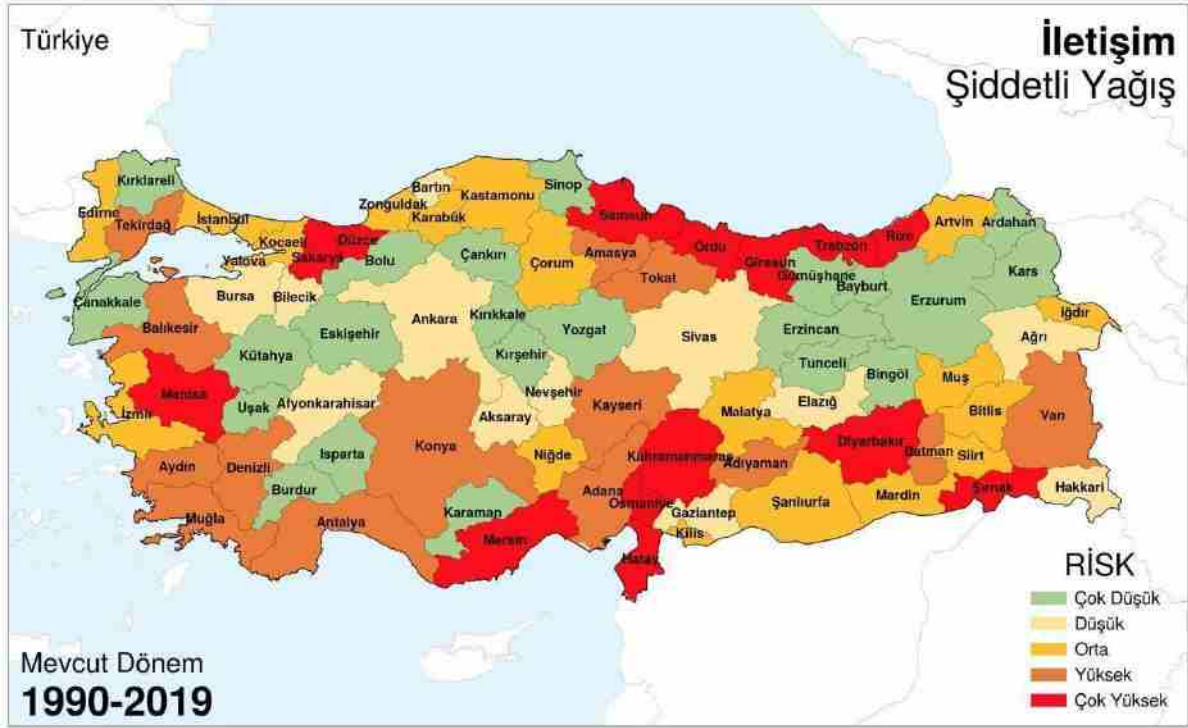 Türkiye
İletişim
Şiddetli Yağış
Kırklareli
Edirne
Tekirdağ
İstanbul
Kocaeli
Yalova
Sakarya
Düzce
Zonguldak
Bartın
Karabük
Kastamonu
Sinop
Bolu
Çankırı
Çorum
Samsun
Amasya
Tokat
Ordu
Giresun
Gümüşhane
Trabzon
Rize
Bayburt
Artvin
Ardahan
Kars
Erzurum
Iğdır
Ağrı
Çanakkale
Balıkesir
Bursa
Bilecik
Kütahya
Eskişehir
Ankara
Kırıkkale
Kırşehir
Yozgat
Sivas
Erzincan
Tunceli
Bingöl
Muş
Bitlis
Van
Manisa
İzmir
Uşak
Afyonkarahisar
Aksaray
Nevşehir
Kayseri
Malatya
Elazığ
Diyarbakır
Batman
Siirt
Şırnak
Hakkari
Aydın
Denizli
Isparta
Burdur
Konya
Niğde
Kahramanmaraş
Adıyaman
Şanlıurfa
Mardin
Muğla
Antalya
Karaman
Mersin
Adana
Osmaniye
Gaziantep
Kilis
Hatay
RİSK
Çok Düşük
Düşük
Orta
Yüksek
Çok Yüksek
Mevcut Dönem
1990-2019